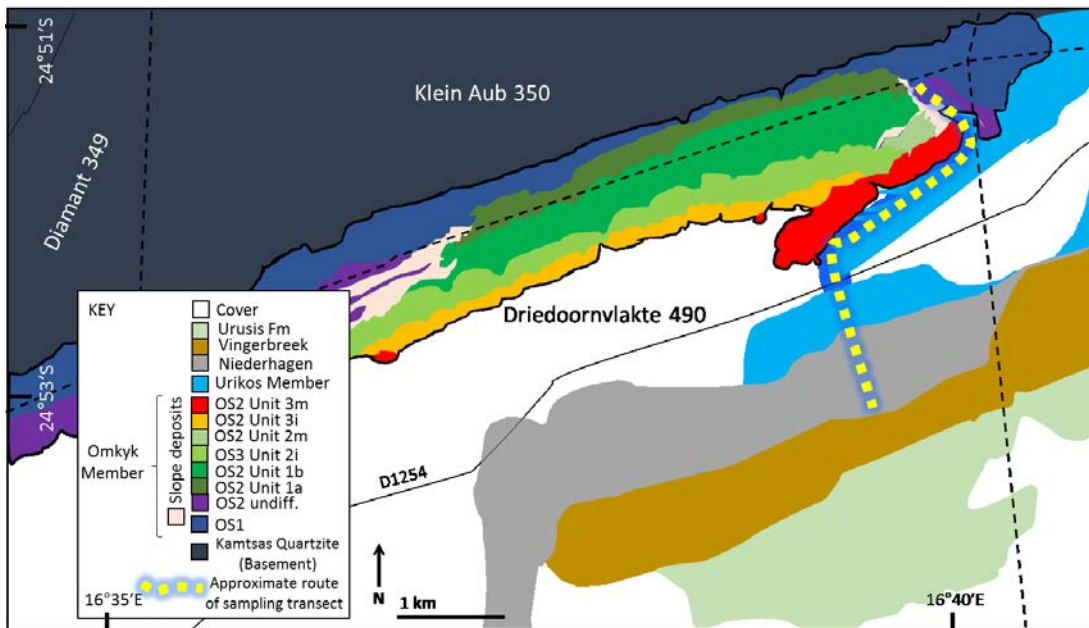 24°51'S
Klein Aub 350
Diamant 349
Driedoornvlakte 490
KEY
Cover
Urusis Fm
Vingerbreek
Niederhagen
Urikos Member
OS2 Unit 3m
OS2 Unit 3i
OS2 Unit 2m
OS3 Unit 2i
OS2 Unit 1b
OS2 Unit 1a
OS2 undiff.
OS1
Slope deposits
Omkyk
Member
Kamtsas Quartzite
(Basement)
Approximate route
of sampling transect
24°53'S
D1254
N
1 km
16°35'E
16°40'E